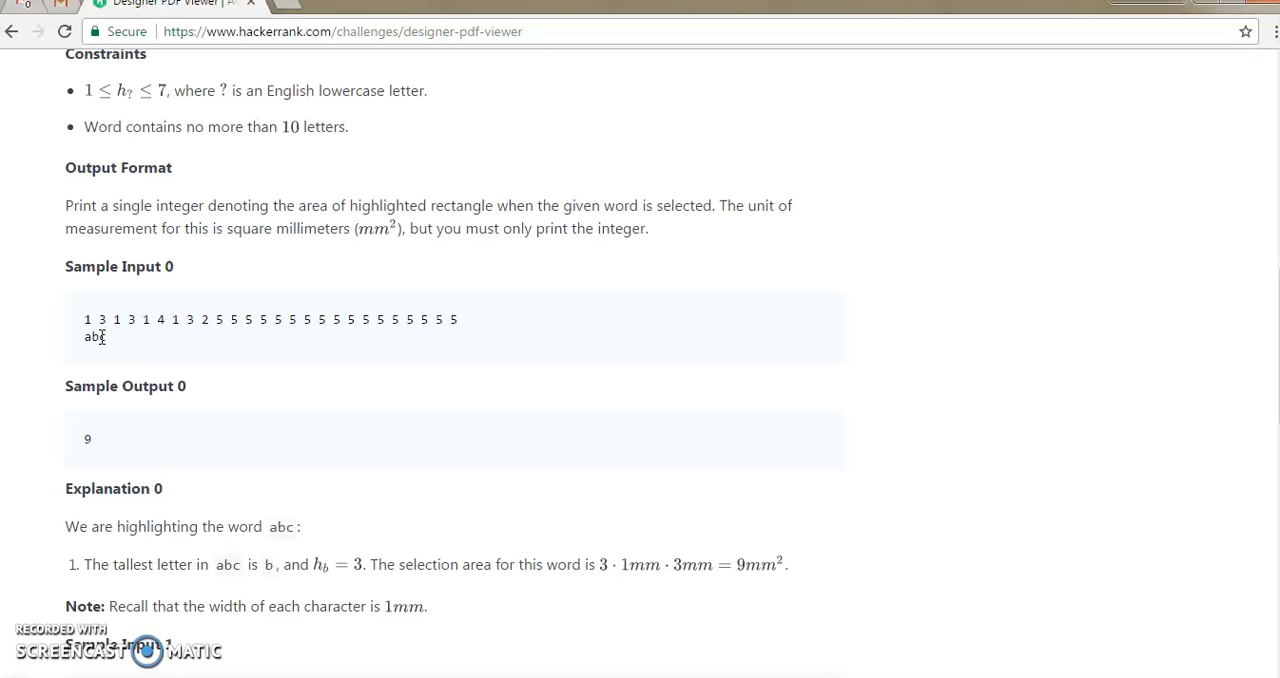 0
Designer PDF Viewer | A
Secure | https://www.hackerrank.com/challenges/designer-pdf-viewer
Constraints
• 1 ≤ h? ≤ 7, where ? is an English lowercase letter.
• Word contains no more than 10 letters.
Output Format
Print a single integer denoting the area of highlighted rectangle when the given word is selected. The unit of
measurement for this is square millimeters (mm²), but you must only print the integer.
Sample Input 0
1 3 1 3 1 4 1 3 2 5 5 5 5 5 5 5 5 5 5 5 5 5 5 5 5 5
abc
Sample Output 0
9
Explanation 0
We are highlighting the word abc:
1. The tallest letter in abc is b, and h_b = 3. The selection area for this word is 3 · 1mm · 3mm = 9mm².
Note: Recall that the width of each character is 1mm.
RECORDED WITH
Sample Input 1
SCREENCAST MATIC